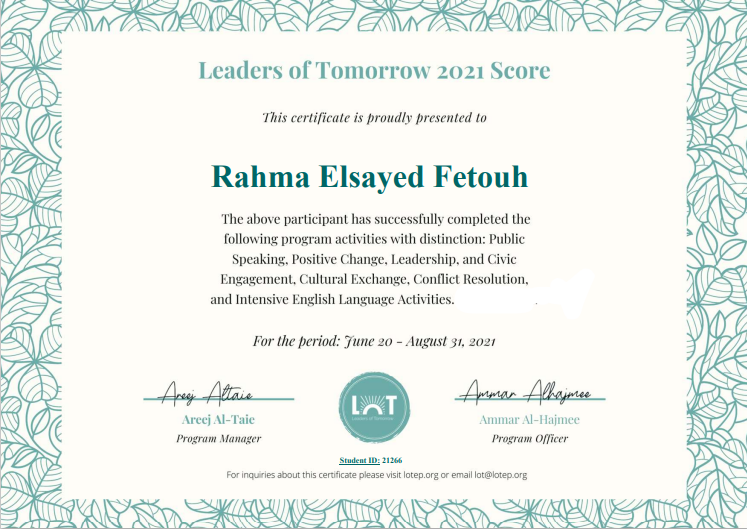 Leaders of Tomorrow 2021 Score
This certificate is proudly presented to
Rahma Elsayed Fetouh
The above participant has successfully completed the
following program activities with distinction: Public
Speaking, Positive Change, Leadership, and Civic
Engagement, Cultural Exchange, Conflict Resolution,
and Intensive English Language Activities.
For the period: June 20 - August 31, 2021
Areej Altaie
Ammar Alhajmee
Areej Al-Taie
Ammar Al-Hajmee
Program Manager
Program Officer
LOT
Leaders of Tomorrow
Student ID: 21266
For inquiries about this certificate please visit lotep.org or email lot@lotep.org